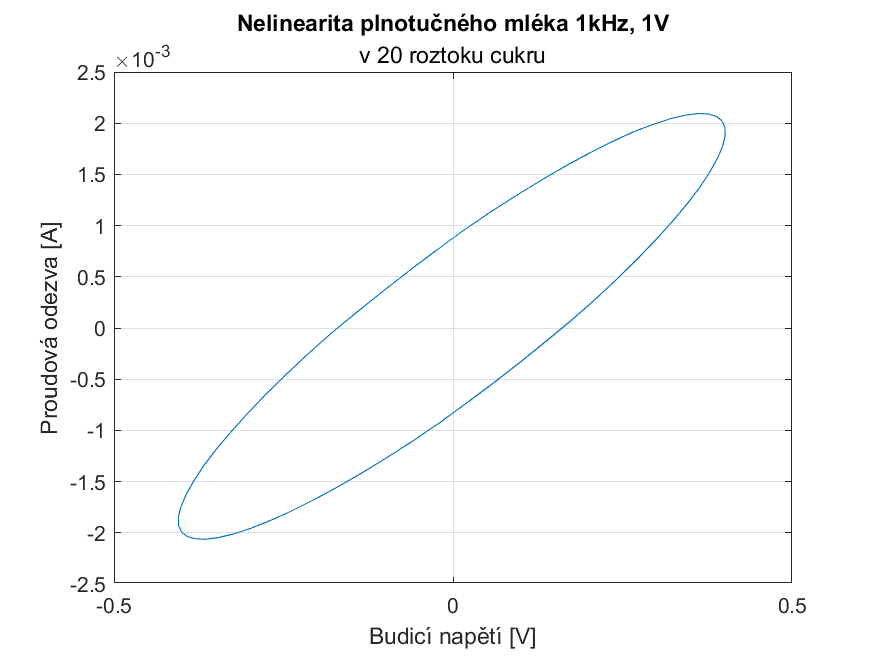 Nelinearita plnotučného mléka 1kHz, 1V
v 20 roztoku cukru
×10-3
2.5
2
1.5
1
0.5
0
-0.5
-1
-1.5
-2
-2.5
Proudová odezva [A]
-0.5 0 0.5
Budicí napětí [V]